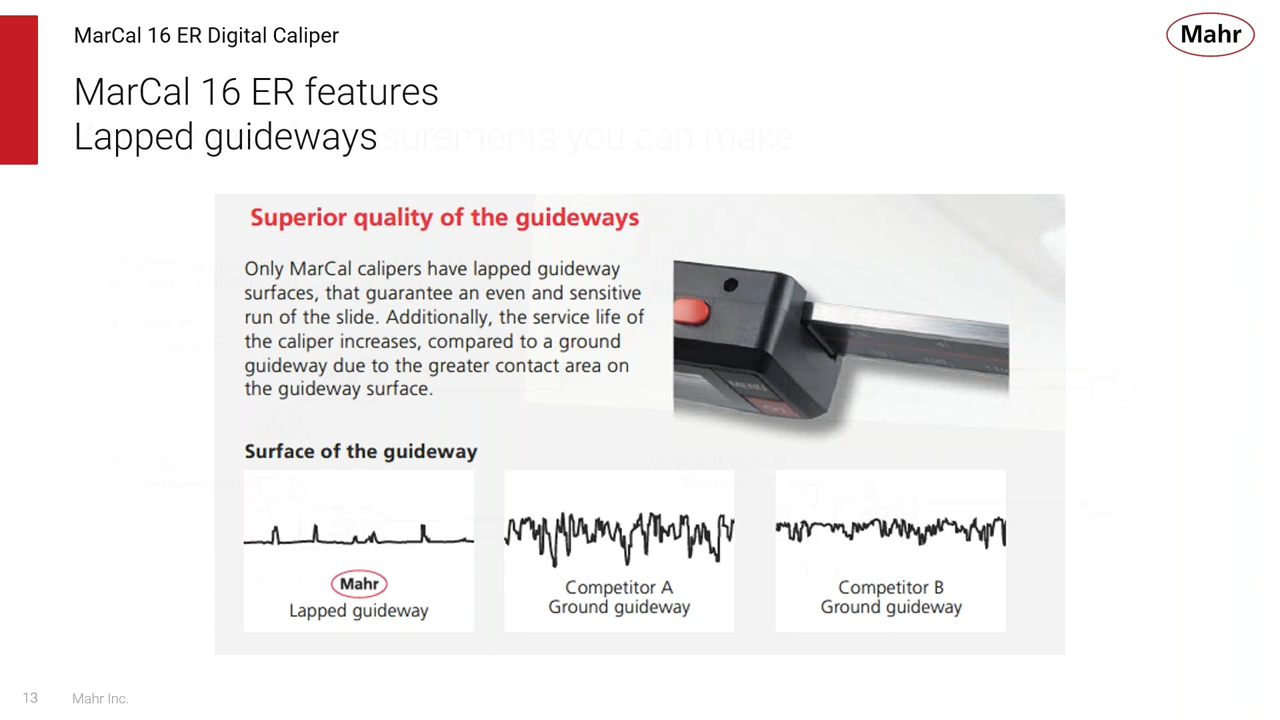 MarCal 16 ER Digital Caliper
Mahr
MarCal 16 ER features
Lapped guideways
Superior quality of the guideways
Only MarCal calipers have lapped guideway
surfaces, that guarantee an even and sensitive
run of the slide. Additionally, the service life of
the caliper increases, compared to a ground
guideway due to the greater contact area on
the guideway surface.
MENU
Surface of the guideway
Mahr
Lapped guideway
Competitor A
Ground guideway
Competitor B
Ground guideway
13
Mahr Inc.